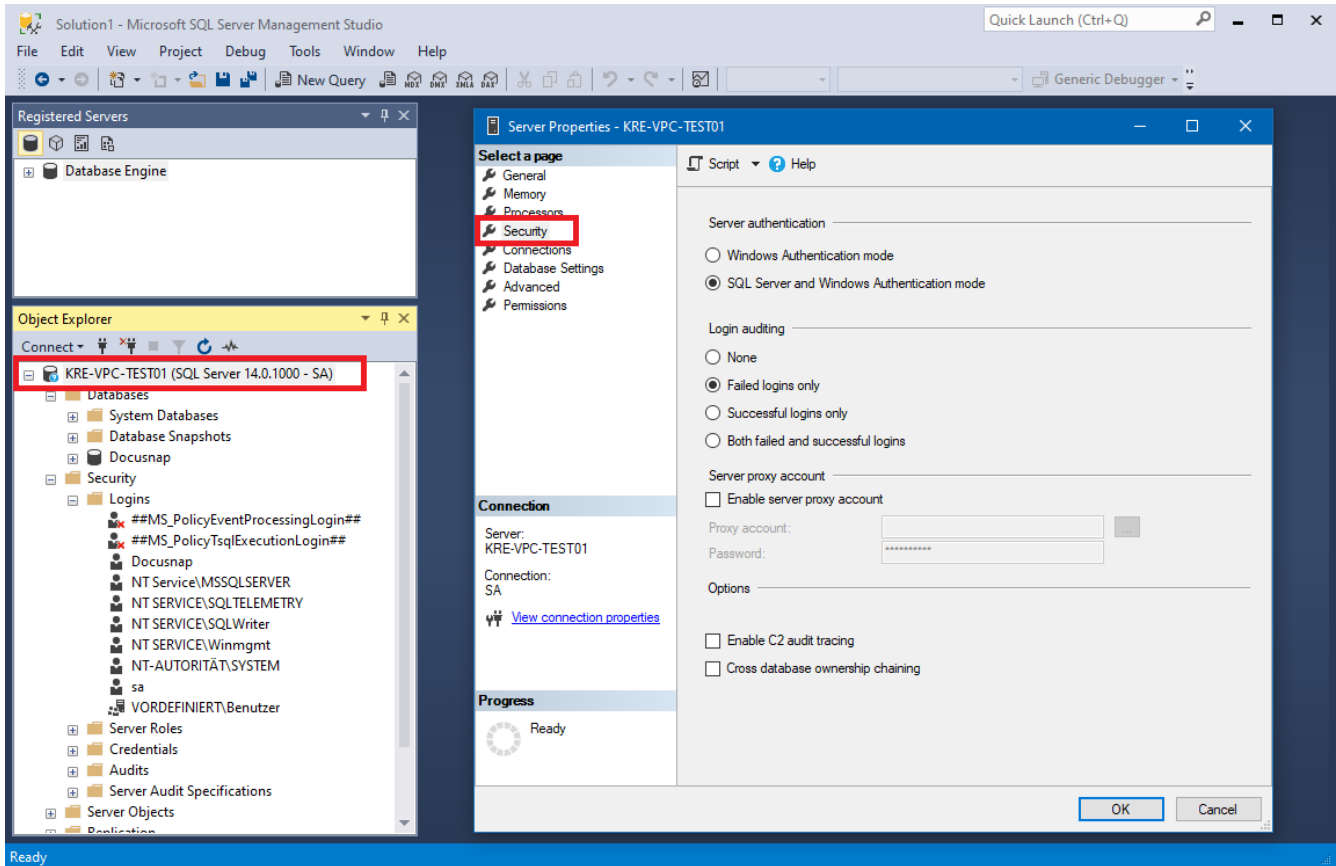 Solution1 - Microsoft SQL Server Management Studio
Quick Launch (Ctrl+Q)
File Edit View Project Debug Tools Window Help
New Query
MDX DMX XMLA DAX
Generic Debugger
Registered Servers
Database Engine
Object Explorer
Connect
KRE-VPC-TEST01 (SQL Server 14.0.1000 - SA)
Databases
System Databases
Database Snapshots
Docusnap
Security
Logins
##MS_PolicyEventProcessingLogin##
##MS_PolicyTsqlExecutionLogin##
Docusnap
NT Service\MSSQLSERVER
NT SERVICE\SQLTELEMETRY
NT SERVICE\SQLWriter
NT SERVICE\Winmgmt
NT-AUTORITÄT\SYSTEM
sa
VORDEFINIERT\Benutzer
Server Roles
Credentials
Audits
Server Audit Specifications
Server Objects
Replication
Server Properties - KRE-VPC-TEST01
Select a page
General
Memory
Processors
Security
Connections
Database Settings
Advanced
Permissions
Connection
Server:
KRE-VPC-TEST01
Connection:
SA
View connection properties
Progress
Ready
Script Help
Server authentication
Windows Authentication mode
SQL Server and Windows Authentication mode
Login auditing
None
Failed logins only
Successful logins only
Both failed and successful logins
Server proxy account
Enable server proxy account
Proxy account:
...
Password: **********
Options
Enable C2 audit tracing
Cross database ownership chaining
OK Cancel
Ready